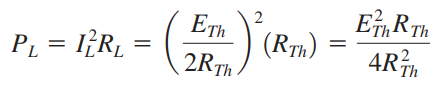 P_L = I_L^2 R_L = (E_Th / 2R_Th)^2 (R_Th) = E_Th^2 R_Th / 4R_Th^2